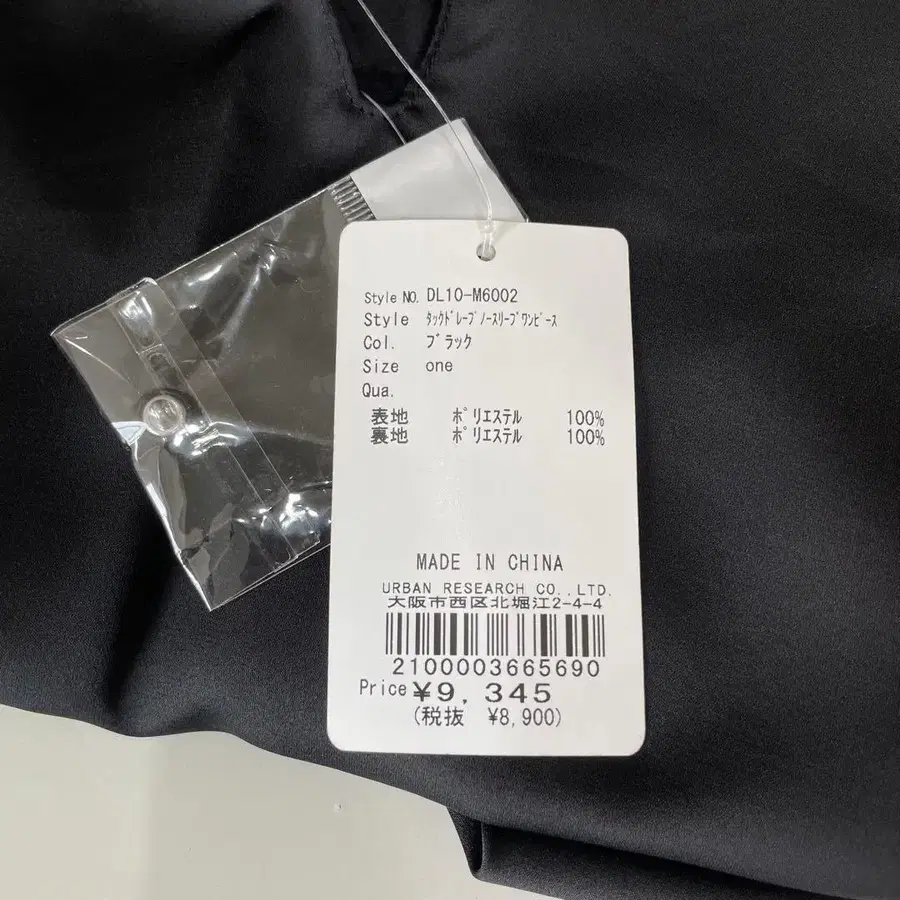 Style NO. DL10-M6002
Style ﾀｯｸﾄﾞﾚｰﾌﾟﾉｰｽﾘｰﾌﾞﾜﾝﾋﾟｰｽ
Col. ﾌﾞﾗｯｸ
Size one
Qua.
表地 ﾎﾟﾘｴｽﾃﾙ 100%
裏地 ﾎﾟﾘｴｽﾃﾙ 100%
MADE IN CHINA
URBAN RESEARCH CO.,LTD.
大阪市西区北堀江2-4-4
2100003665690
Price ¥9,345
(税抜 ¥8,900)